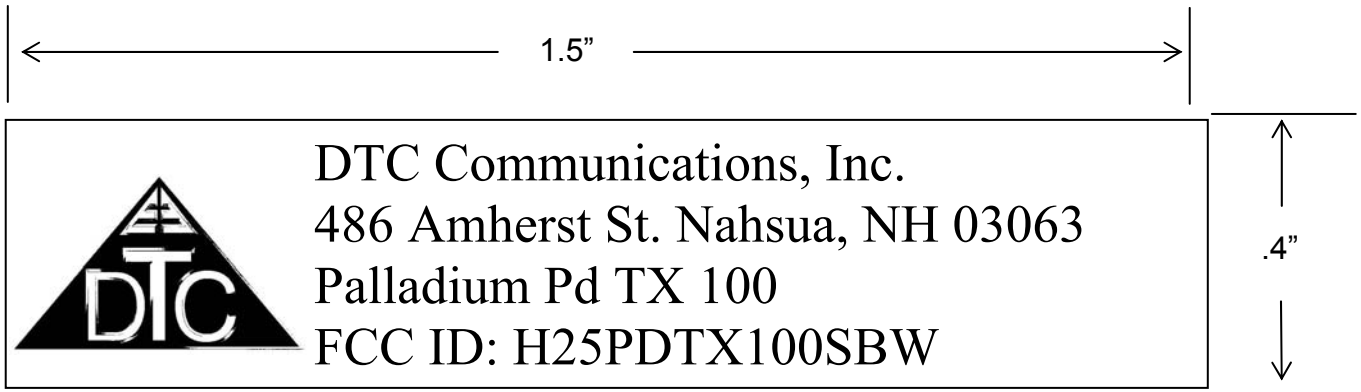 1.5”
DTC Communications, Inc.
486 Amherst St. Nahsua, NH 03063
Palladium Pd TX 100
FCC ID: H25PDTX100SBW
DTC
.4”